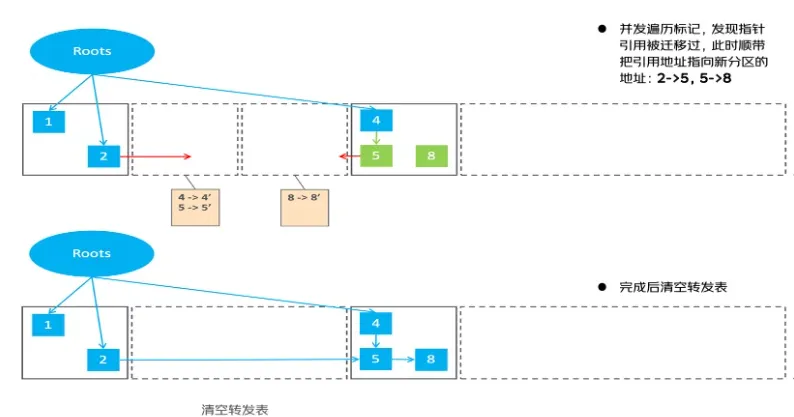 Roots
● 并发遍历标记，发现指针
引用被迁移过，此时顺带
把引用地址指向新分区的
地址：2->5, 5->8
1
4
2
5
8
4 -> 4'
5 -> 5'
8 -> 8'
Roots
● 完成后清空转发表
1
4
2
5
8
清空转发表